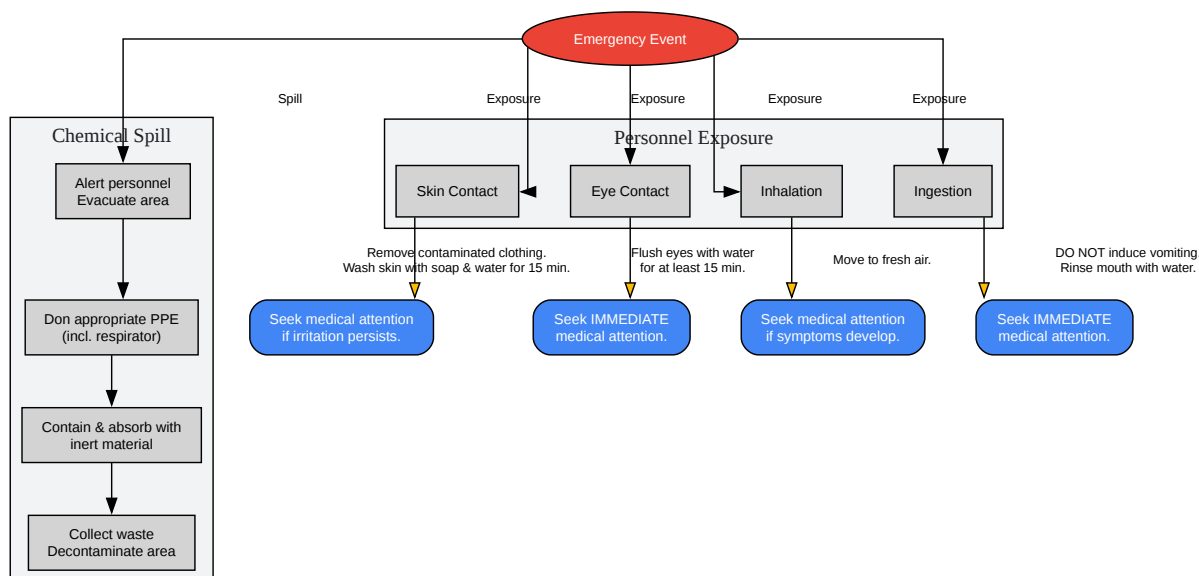 Emergency Event
Spill
Exposure
Exposure
Exposure
Exposure
Chemical Spill
Alert personnel
Evacuate area
Don appropriate PPE
(incl. respirator)
Contain & absorb with
inert material
Collect waste
Decontaminate area
Personnel Exposure
Skin Contact
Eye Contact
Inhalation
Ingestion
Remove contaminated clothing.
Wash skin with soap & water for 15 min.
Flush eyes with water
for at least 15 min.
Move to fresh air.
DO NOT induce vomiting.
Rinse mouth with water.
Seek medical attention
if irritation persists.
Seek IMMEDIATE
medical attention.
Seek medical attention
if symptoms develop.
Seek IMMEDIATE
medical attention.